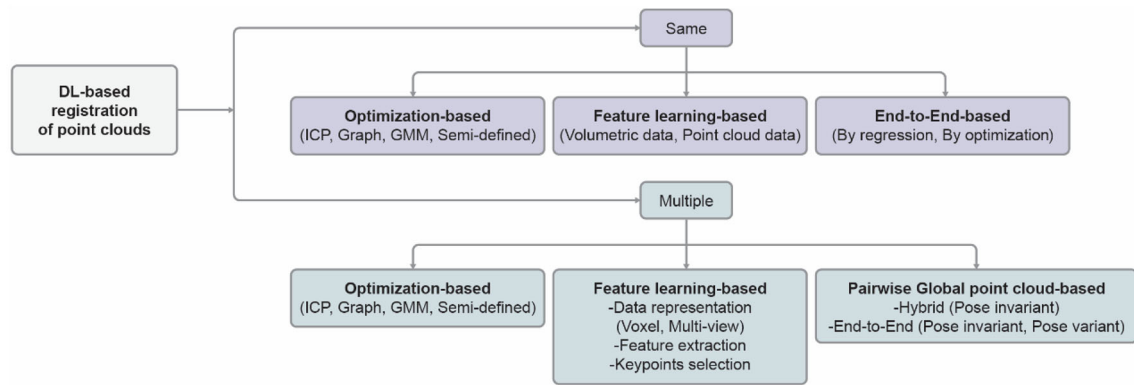 Same
DL-based
registration
of point clouds
Optimization-based
(ICP, Graph, GMM, Semi-defined)
Feature learning-based
(Volumetric data, Point cloud data)
End-to-End-based
(By regression, By optimization)
Multiple
Optimization-based
(ICP, Graph, GMM, Semi-defined)
Feature learning-based
-Data representation
(Voxel, Multi-view)
-Feature extraction
-Keypoints selection
Pairwise Global point cloud-based
-Hybrid (Pose invariant)
-End-to-End (Pose invariant, Pose variant)